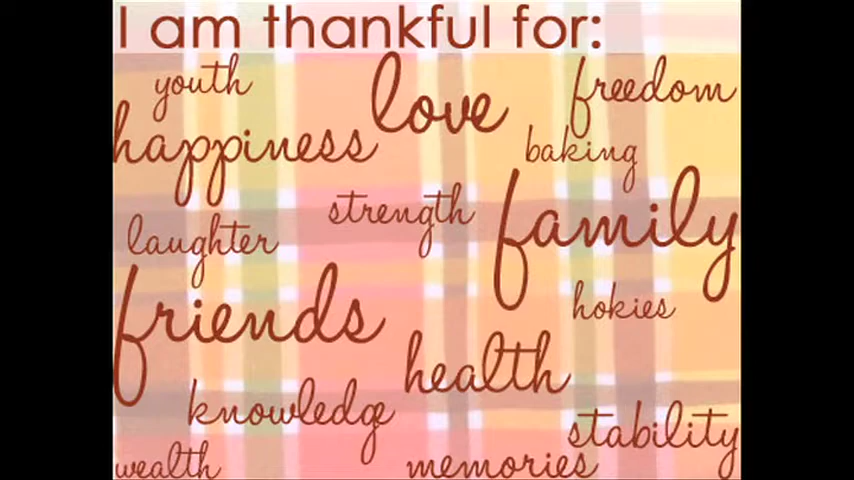 I am thankful for:
youth love freedom
happiness baking
strength family
laughter
friends hokies
health
knowledge stability
wealth memories